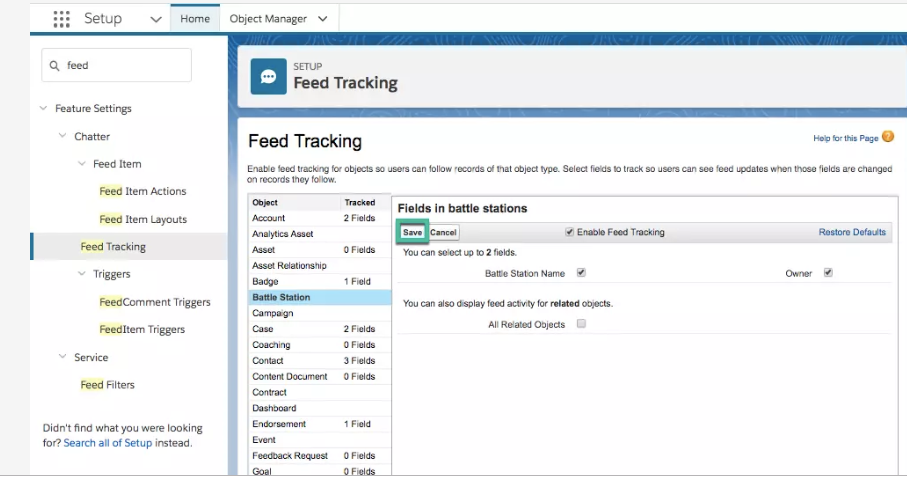 Setup
Home
Object Manager
feed
Feature Settings
Chatter
Feed Item
Feed Item Actions
Feed Item Layouts
Feed Tracking
Triggers
FeedComment Triggers
FeedItem Triggers
Service
Feed Filters
Didn't find what you were looking
for? Search all of Setup instead.
SETUP
Feed Tracking
Feed Tracking
Help for this Page ?
Enable feed tracking for objects so users can follow records of that object type. Select fields to track so users can see feed updates when those fields are changed
on records they follow.
Object Tracked
Account 2 Fields
Analytics Asset
Asset 0 Fields
Asset Relationship
Badge 1 Field
Battle Station
Campaign
Case 2 Fields
Coaching 0 Fields
Contact 3 Fields
Content Document 0 Fields
Contract
Dashboard
Endorsement 1 Field
Event
Feedback Request 0 Fields
Goal 0 Fields
Fields in battle stations
Save Cancel Enable Feed Tracking Restore Defaults
You can select up to 2 fields.
Battle Station Name Owner
You can also display feed activity for related objects.
All Related Objects